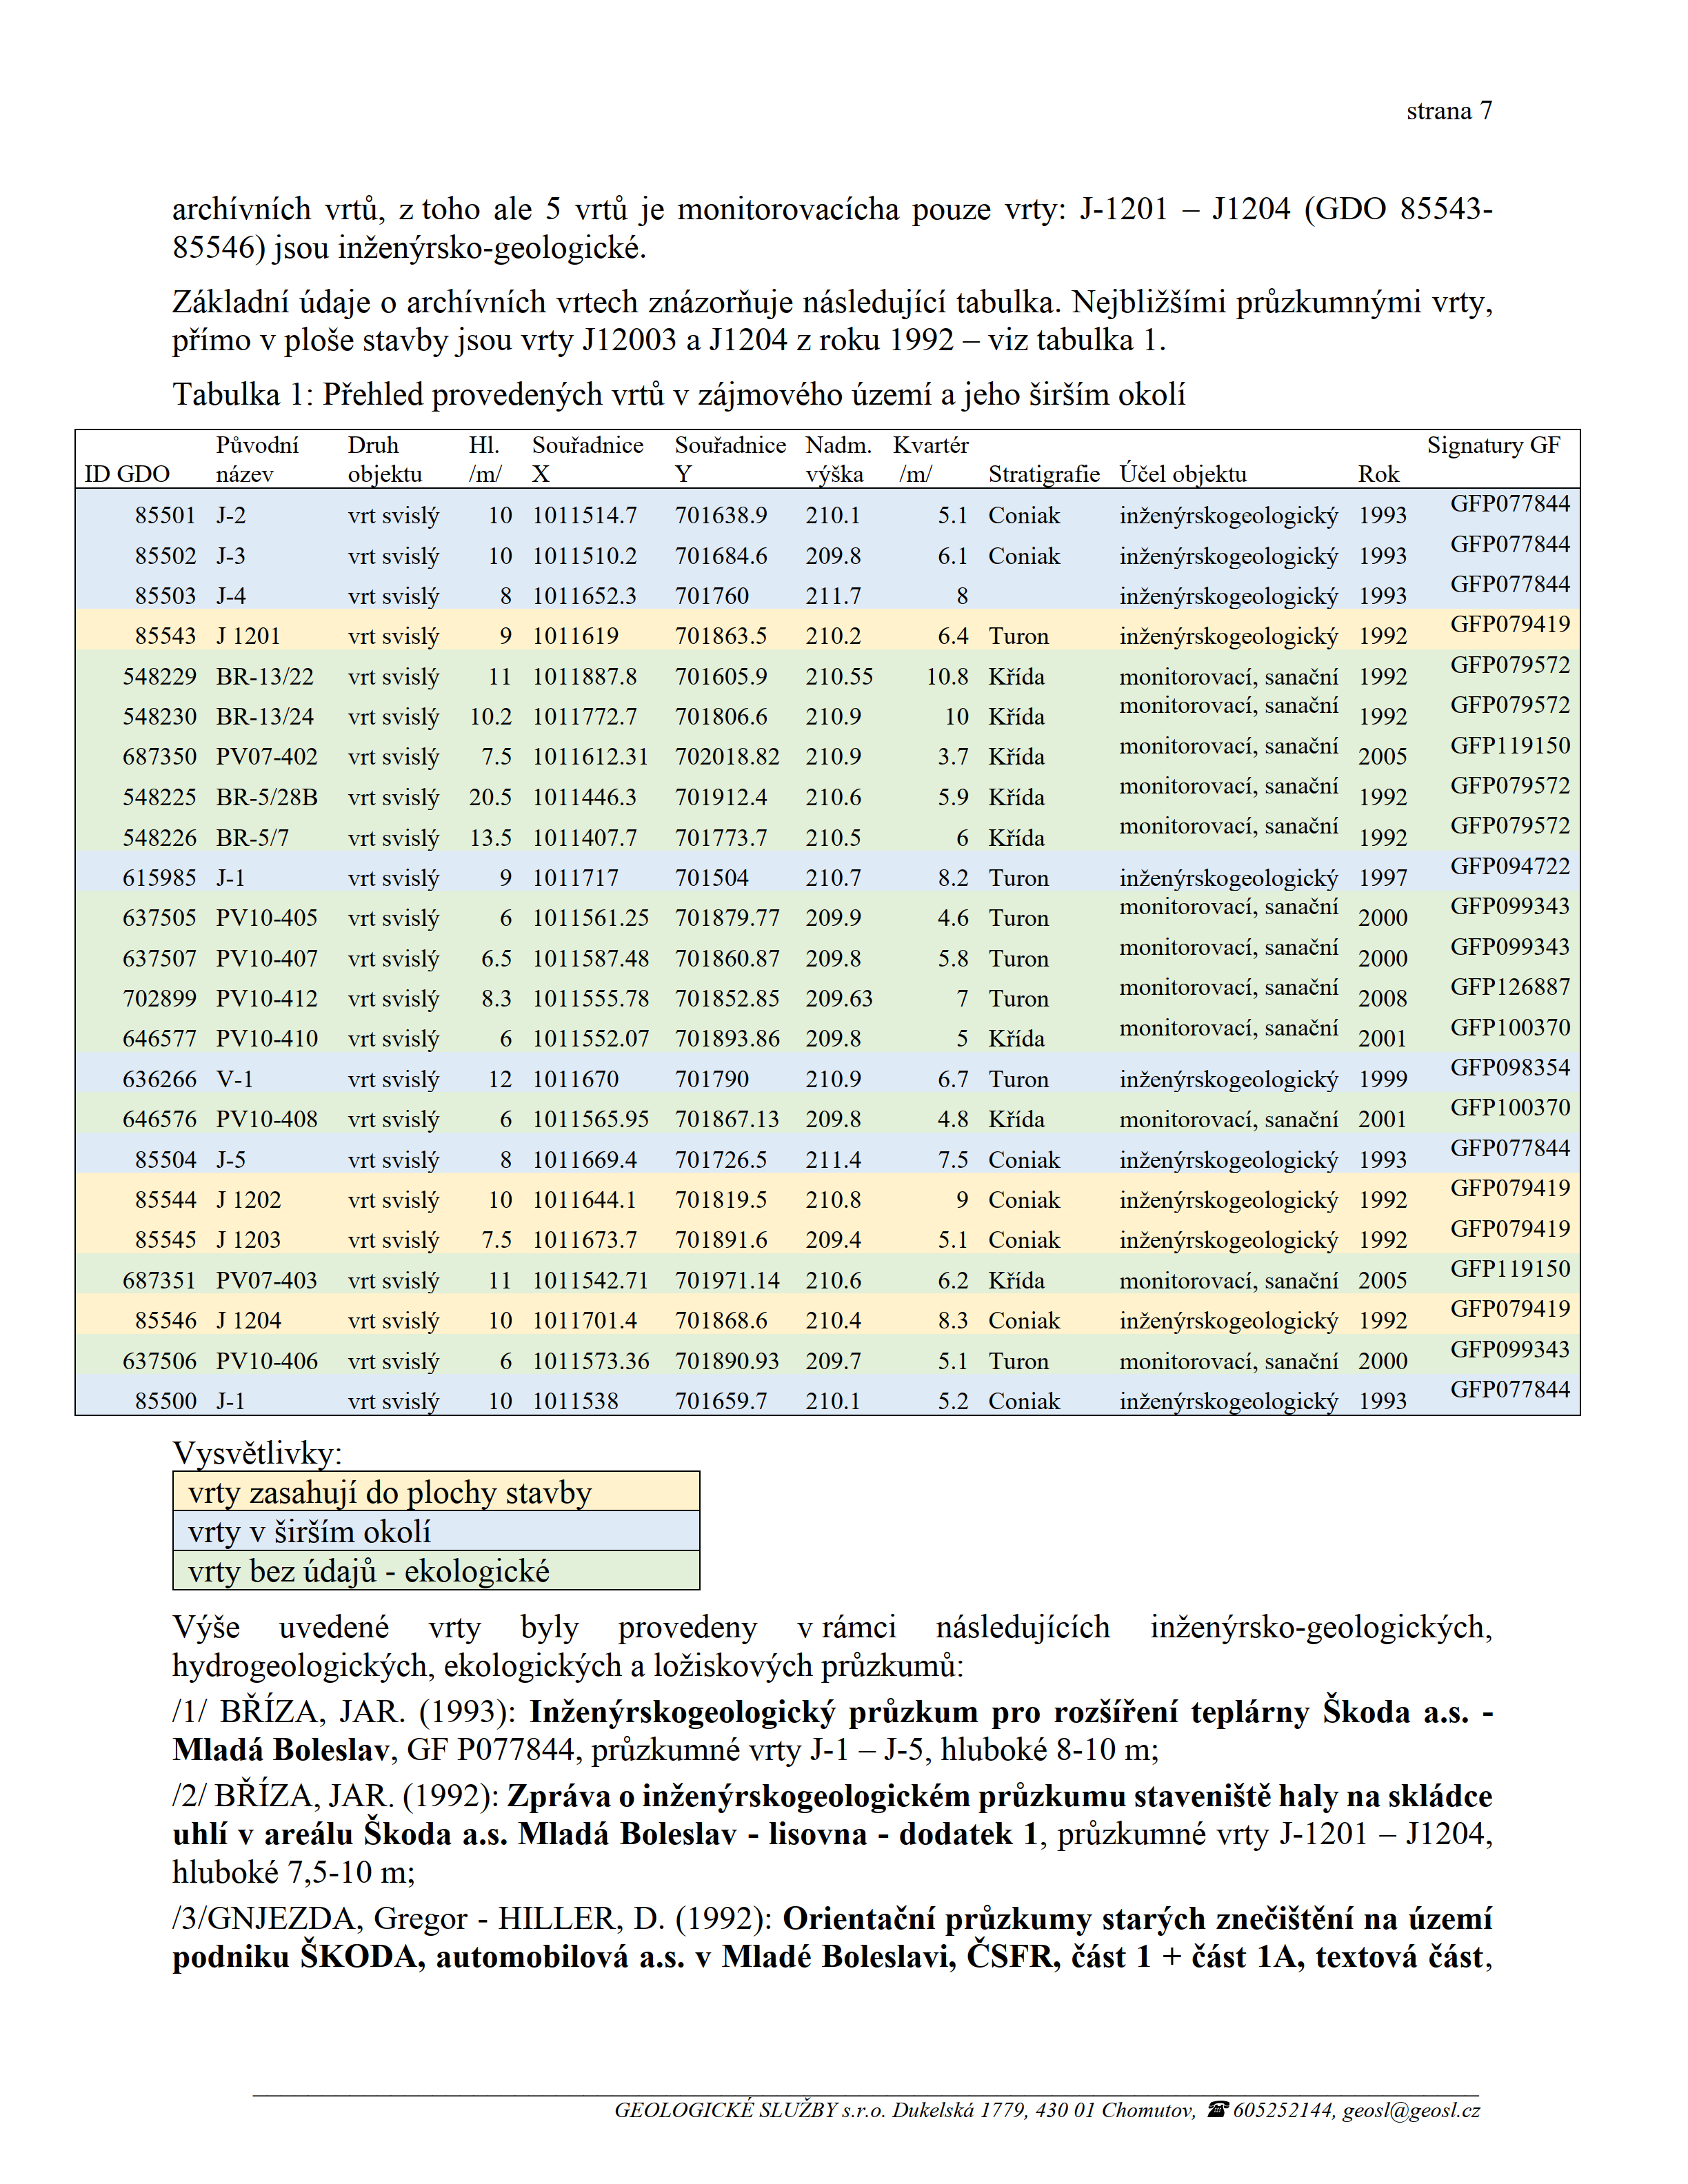 strana 7
archívních vrtů, z toho ale 5 vrtů je monitorovacícha pouze vrty: J-1201 – J1204 (GDO 85543-
85546) jsou inženýrsko-geologické.
Základní údaje o archívních vrtech znázorňuje následující tabulka. Nejbližšími průzkumnými vrty,
přímo v ploše stavby jsou vrty J12003 a J1204 z roku 1992 – viz tabulka 1.
Tabulka 1: Přehled provedených vrtů v zájmového území a jeho širším okolí
ID GDO Původní název Druh objektu Hl. /m/ Souřadnice X Souřadnice Y Nadm. výška Kvartér /m/ Stratigrafie Účel objektu Rok Signatury GF
85501 J-2 vrt svislý 10 1011514.7 701638.9 210.1 5.1 Coniak inženýrskogeologický 1993 GFP077844
85502 J-3 vrt svislý 10 1011510.2 701684.6 209.8 6.1 Coniak inženýrskogeologický 1993 GFP077844
85503 J-4 vrt svislý 8 1011652.3 701760 211.7 8 inženýrskogeologický 1993 GFP077844
85543 J 1201 vrt svislý 9 1011619 701863.5 210.2 6.4 Turon inženýrskogeologický 1992 GFP079419
548229 BR-13/22 vrt svislý 11 1011887.8 701605.9 210.55 10.8 Křída monitorovací, sanační 1992 GFP079572
548230 BR-13/24 vrt svislý 10.2 1011772.7 701806.6 210.9 10 Křída monitorovací, sanační 1992 GFP079572
687350 PV07-402 vrt svislý 7.5 1011612.31 702018.82 210.9 3.7 Křída monitorovací, sanační 2005 GFP119150
548225 BR-5/28B vrt svislý 20.5 1011446.3 701912.4 210.6 5.9 Křída monitorovací, sanační 1992 GFP079572
548226 BR-5/7 vrt svislý 13.5 1011407.7 701773.7 210.5 6 Křída monitorovací, sanační 1992 GFP079572
615985 J-1 vrt svislý 9 1011717 701504 210.7 8.2 Turon inženýrskogeologický 1997 GFP094722
637505 PV10-405 vrt svislý 6 1011561.25 701879.77 209.9 4.6 Turon monitorovací, sanační 2000 GFP099343
637507 PV10-407 vrt svislý 6.5 1011587.48 701860.87 209.8 5.8 Turon monitorovací, sanační 2000 GFP099343
702899 PV10-412 vrt svislý 8.3 1011555.78 701852.85 209.63 7 Turon monitorovací, sanační 2008 GFP126887
646577 PV10-410 vrt svislý 6 1011552.07 701893.86 209.8 5 Křída monitorovací, sanační 2001 GFP100370
636266 V-1 vrt svislý 12 1011670 701790 210.9 6.7 Turon inženýrskogeologický 1999 GFP098354
646576 PV10-408 vrt svislý 6 1011565.95 701867.13 209.8 4.8 Křída monitorovací, sanační 2001 GFP100370
85504 J-5 vrt svislý 8 1011669.4 701726.5 211.4 7.5 Coniak inženýrskogeologický 1993 GFP077844
85544 J 1202 vrt svislý 10 1011644.1 701819.5 210.8 9 Coniak inženýrskogeologický 1992 GFP079419
85545 J 1203 vrt svislý 7.5 1011673.7 701891.6 209.4 5.1 Coniak inženýrskogeologický 1992 GFP079419
687351 PV07-403 vrt svislý 11 1011542.71 701971.14 210.6 6.2 Křída monitorovací, sanační 2005 GFP119150
85546 J 1204 vrt svislý 10 1011701.4 701868.6 210.4 8.3 Coniak inženýrskogeologický 1992 GFP079419
637506 PV10-406 vrt svislý 6 1011573.36 701890.93 209.7 5.1 Turon monitorovací, sanační 2000 GFP099343
85500 J-1 vrt svislý 10 1011538 701659.7 210.1 5.2 Coniak inženýrskogeologický 1993 GFP077844
Vysvětlivky:
vrty zasahují do plochy stavby
vrty v širším okolí
vrty bez údajů - ekologické
Výše uvedené vrty byly provedeny v rámci následujících inženýrsko-geologických,
hydrogeologických, ekologických a ložiskových průzkumů:
/1/ BŘÍZA, JAR. (1993): Inženýrskogeologický průzkum pro rozšíření teplárny Škoda a.s. -
Mladá Boleslav, GF P077844, průzkumné vrty J-1 – J-5, hluboké 8-10 m;
/2/ BŘÍZA, JAR. (1992): Zpráva o inženýrskogeologickém průzkumu staveniště haly na skládce
uhlí v areálu Škoda a.s. Mladá Boleslav - lisovna - dodatek 1, průzkumné vrty J-1201 – J1204,
hluboké 7,5-10 m;
/3/GNJEZDA, Gregor - HILLER, D. (1992): Orientační průzkumy starých znečištění na území
podniku ŠKODA, automobilová a.s. v Mladé Boleslavi, ČSFR, část 1 + část 1A, textová část,
GEOLOGICKÉ SLUŽBY s.r.o. Dukelská 1779, 430 01 Chomutov, ☎ 605252144, geosl@geosl.cz